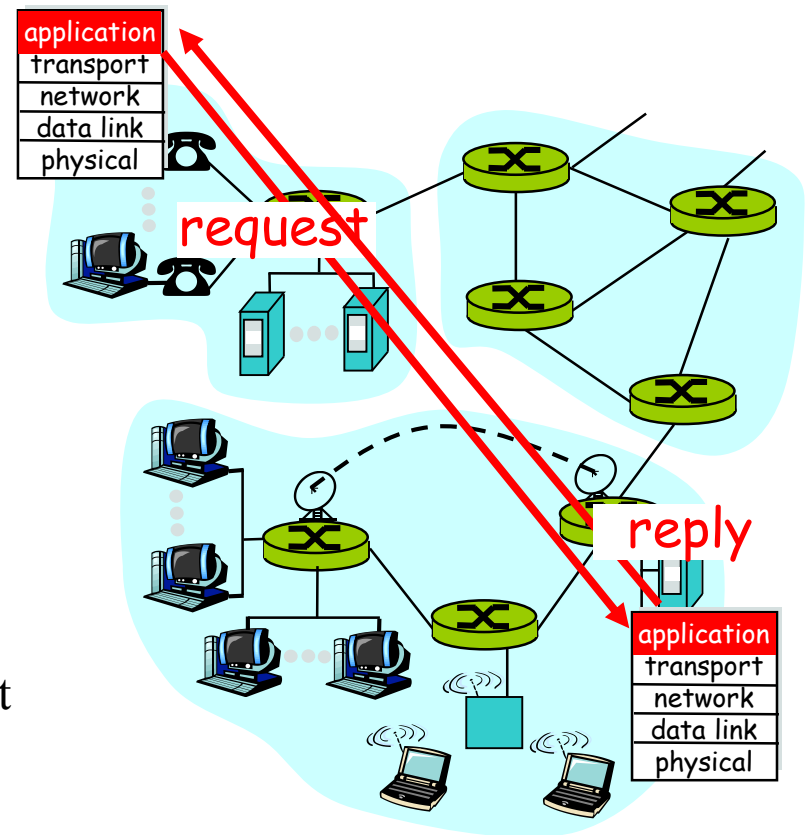 application
transport
network
data link
physical
request
reply
application
transport
network
data link
physical
t